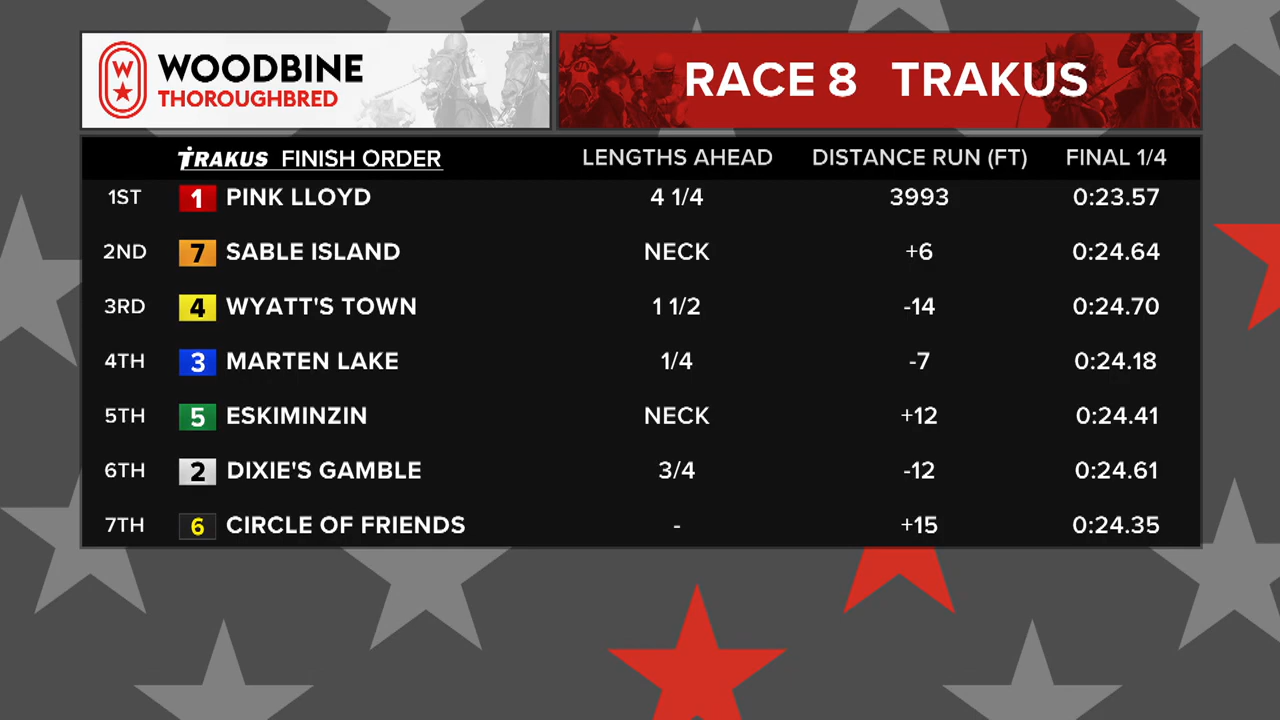 W
WOODBINE
THOROUGHBRED
RACE 8 TRAKUS
TRAKUS FINISH ORDER LENGTHS AHEAD DISTANCE RUN (FT) FINAL 1/4
1ST 1 PINK LLOYD 4 1/4 3993 0:23.57
2ND 7 SABLE ISLAND NECK +6 0:24.64
3RD 4 WYATT'S TOWN 1 1/2 -14 0:24.70
4TH 3 MARTEN LAKE 1/4 -7 0:24.18
5TH 5 ESKIMINZIN NECK +12 0:24.41
6TH 2 DIXIE'S GAMBLE 3/4 -12 0:24.61
7TH 6 CIRCLE OF FRIENDS - +15 0:24.35